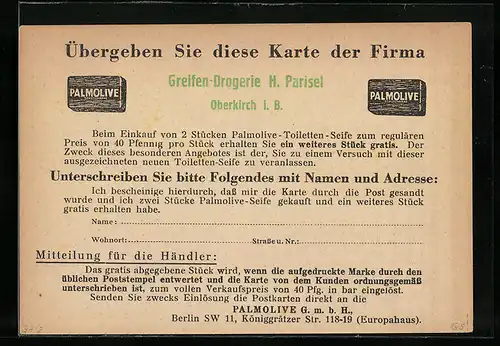 Übergeben Sie diese Karte der Firma
Greifen-Drogerie H. Parisel
Oberkirch i. B.
PALMOLIVE
PALMOLIVE
Beim Einkauf von 2 Stücken Palmolive-Toiletten-Seife zum regulären
Preis von 40 Pfennig pro Stück erhalten Sie ein weiteres Stück gratis. Der
Zweck dieses besonderen Angebotes ist der, Sie zu einem Versuch mit dieser
ausgezeichneten neuen Toiletten-Seife zu veranlassen.
Unterschreiben Sie bitte Folgendes mit Namen und Adresse:
Ich bescheinige hierdurch, daß mir die Karte durch die Post gesandt
wurde und ich zwei Stücke Palmolive-Seife gekauft und ein weiteres Stück
gratis erhalten habe.
Name:
Wohnort: Straße u. Nr.:
Mitteilung für die Händler:
Das gratis abgegebene Stück wird, wenn die aufgedruckte Marke durch den
üblichen Poststempel entwertet und die Karte von dem Kunden ordnungsgemäß
unterschrieben ist, zum vollen Verkaufspreis von 40 Pfg. in bar eingelöst.
Senden Sie zwecks Einlösung die Postkarten direkt an die
PALMOLIVE G. m. b. H.,
Berlin SW 11, Königgrätzer Str. 118-19 (Europahaus).